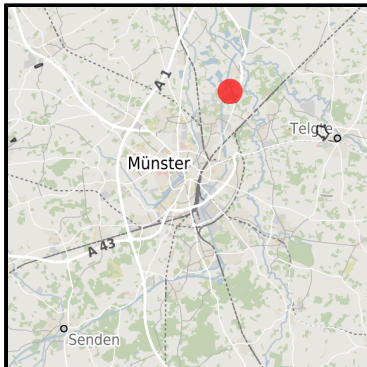 A 1
Telgte
Münster
A 43
Senden